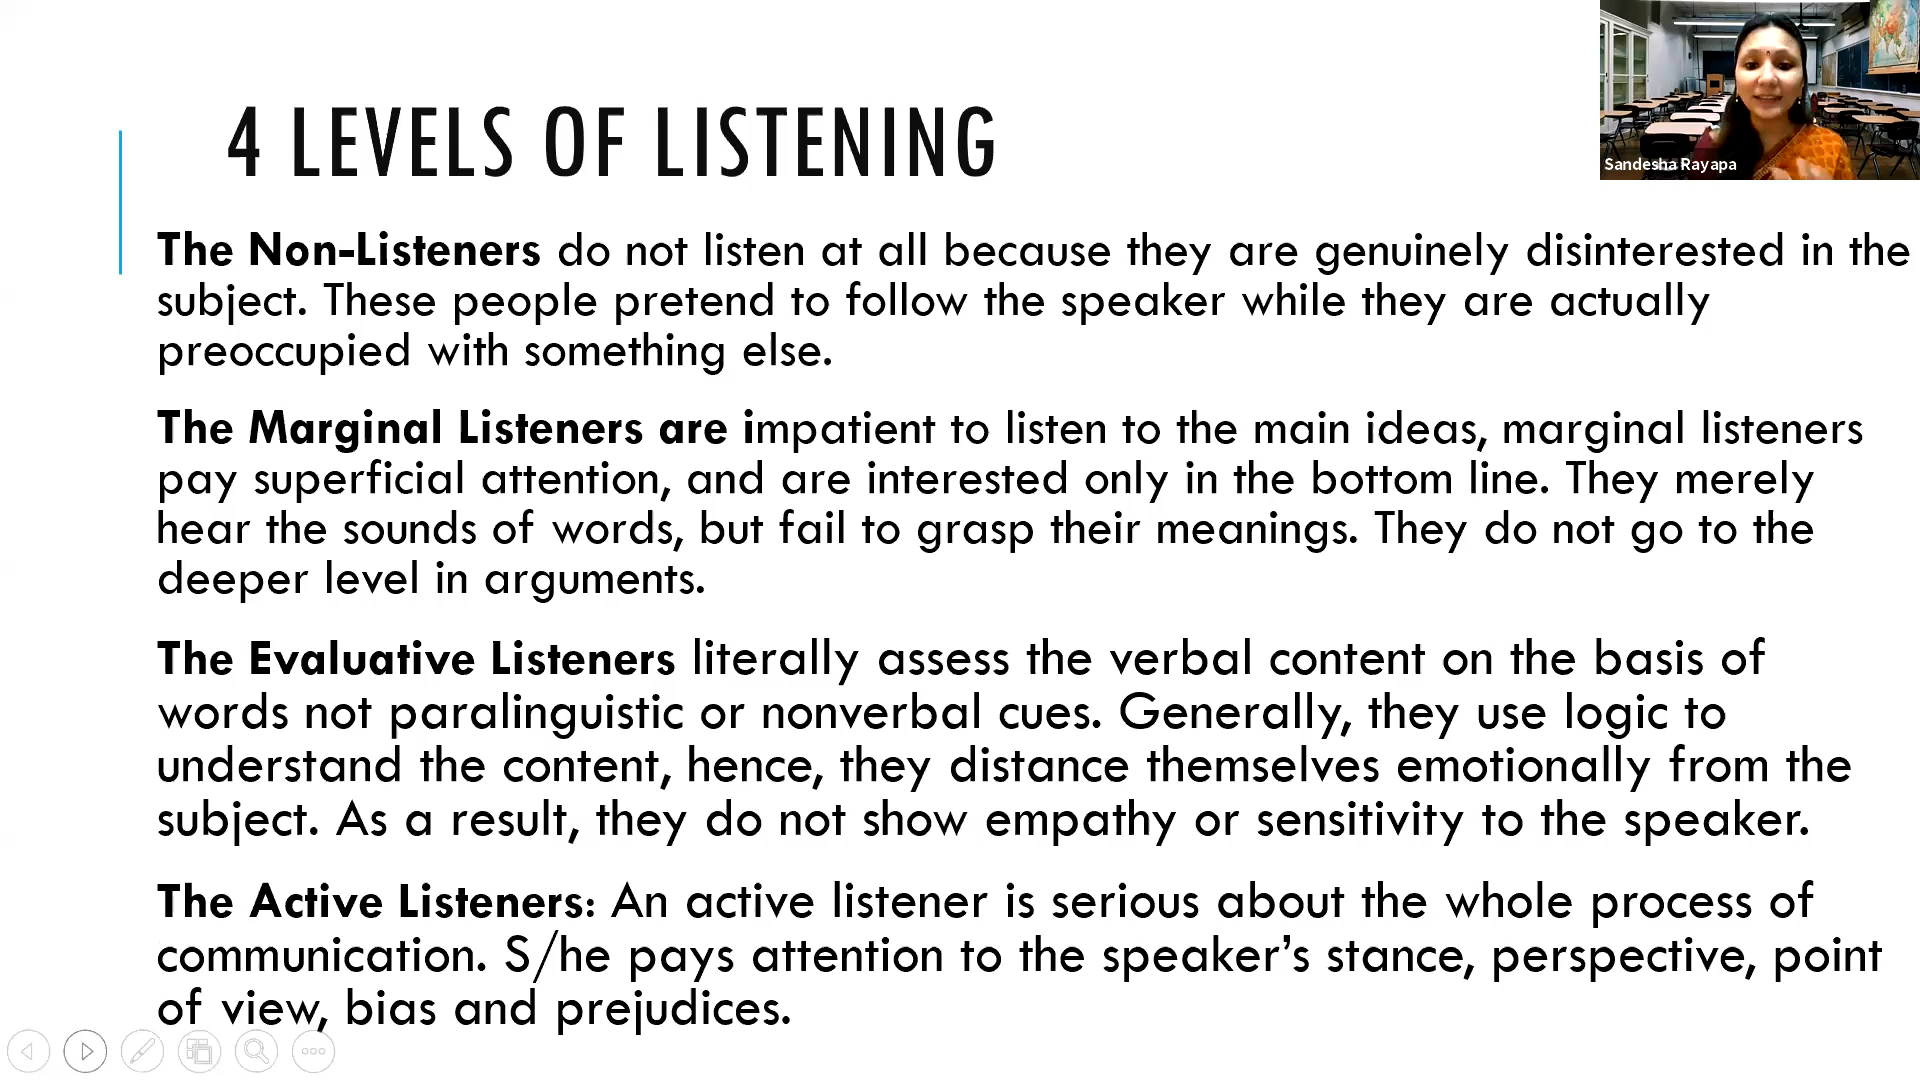 4 LEVELS OF LISTENING
Sandesha Rayapa
The Non-Listeners do not listen at all because they are genuinely disinterested in the
subject. These people pretend to follow the speaker while they are actually
preoccupied with something else.
The Marginal Listeners are impatient to listen to the main ideas, marginal listeners
pay superficial attention, and are interested only in the bottom line. They merely
hear the sounds of words, but fail to grasp their meanings. They do not go to the
deeper level in arguments.
The Evaluative Listeners literally assess the verbal content on the basis of
words not paralinguistic or nonverbal cues. Generally, they use logic to
understand the content, hence, they distance themselves emotionally from the
subject. As a result, they do not show empathy or sensitivity to the speaker.
The Active Listeners: An active listener is serious about the whole process of
communication. S/he pays attention to the speaker’s stance, perspective, point
of view, bias and prejudices.